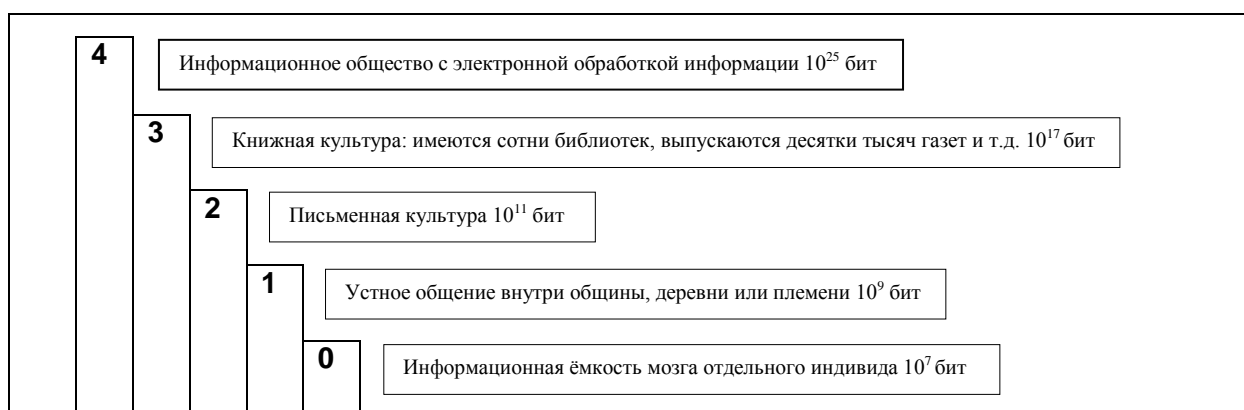 4
Информационное общество с электронной обработкой информации 10²⁵ бит
3
Книжная культура: имеются сотни библиотек, выпускаются десятки тысяч газет и т.д. 10¹⁷ бит
2
Письменная культура 10¹¹ бит
1
Устное общение внутри общины, деревни или племени 10⁹ бит
0
Информационная ёмкость мозга отдельного индивида 10⁷ бит